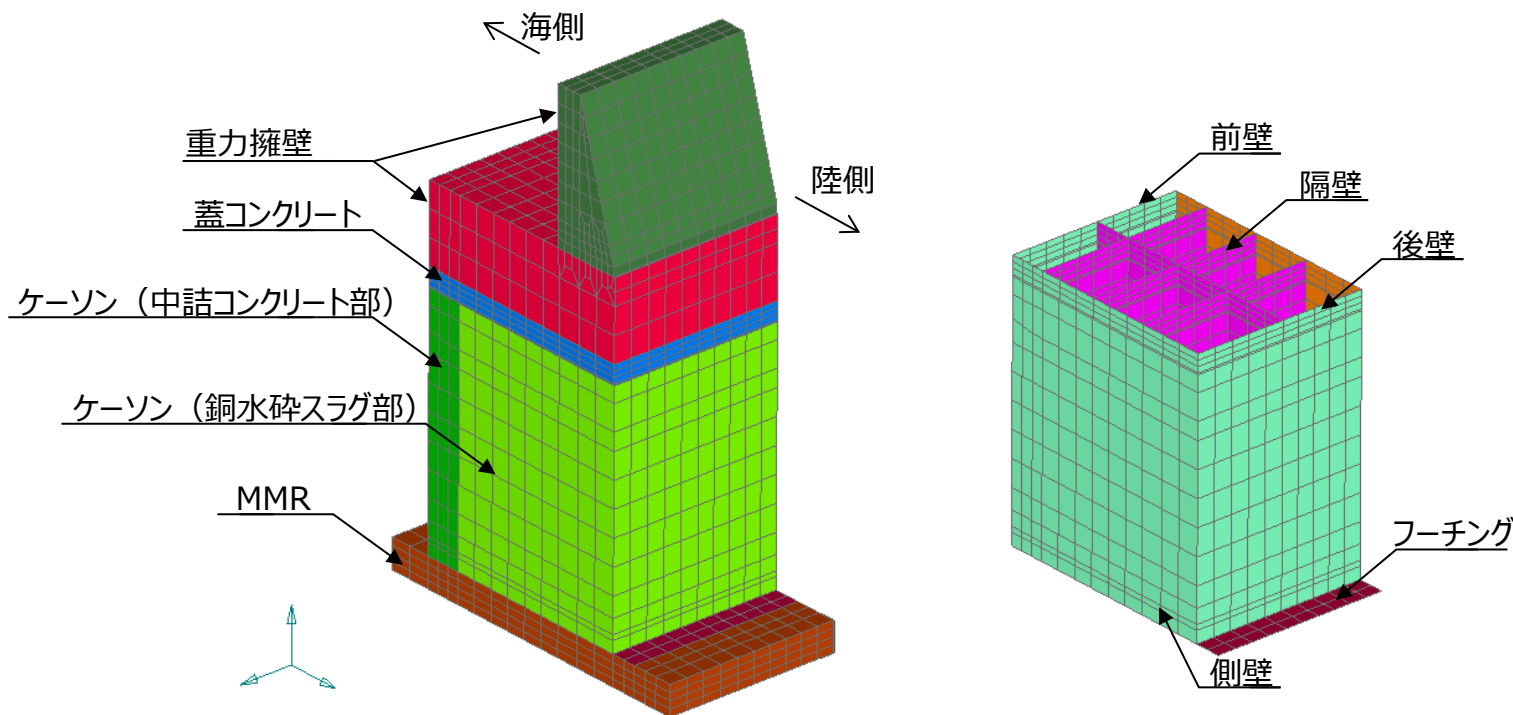 海側
重力擁壁
陸側
蓋コンクリート
ケーソン（中詰コンクリート部）
ケーソン（銅水砕スラグ部）
MMR
前壁
隔壁
後壁
フーチング
側壁